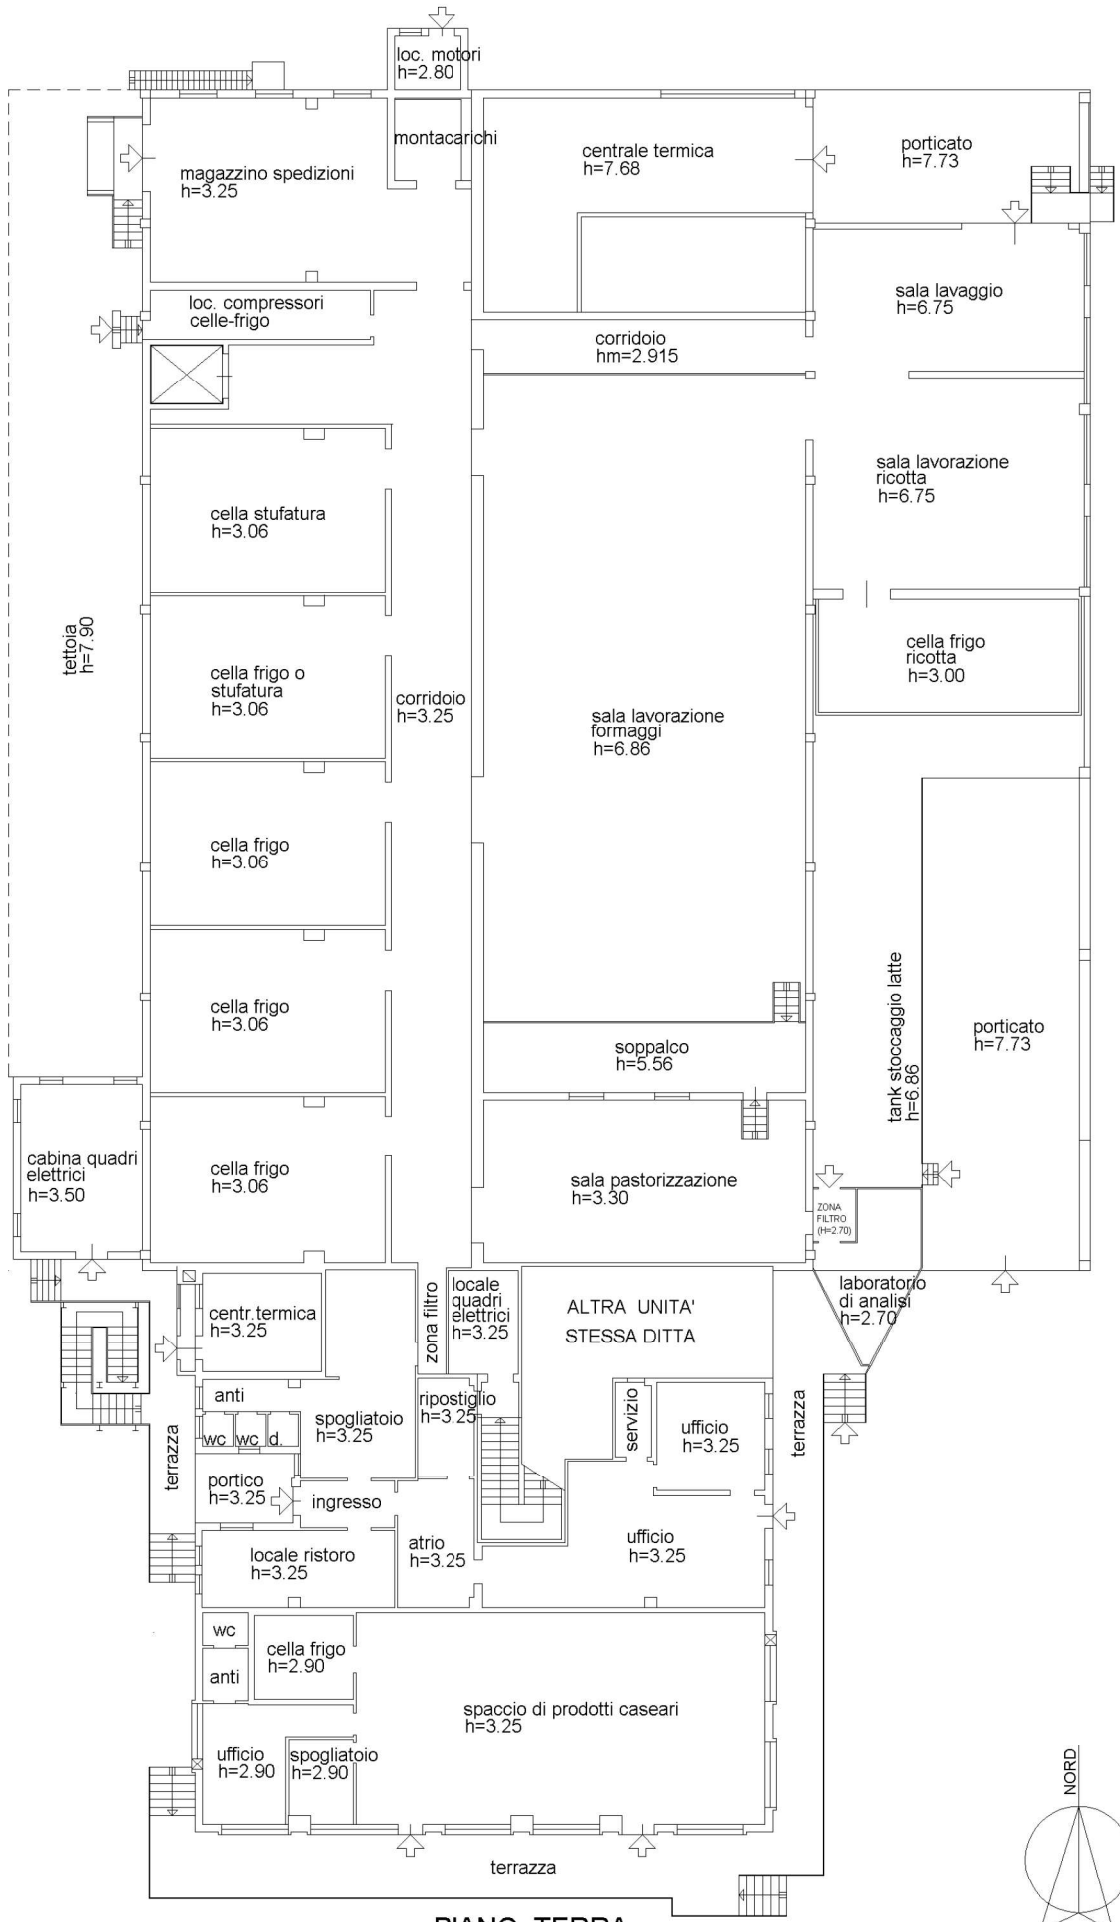 loc. motori
h=2.80
montacarichi
magazzino spedizioni
h=3.25
centrale termica
h=7.68
porticato
h=7.73
loc. compressori
celle-frigo
sala lavaggio
h=6.75
corridoio
hm=2.915
sala lavorazione
ricotta
h=6.75
cella stufatura
h=3.06
tettoia
h=7.90
cella frigo o
stufatura
h=3.06
corridoio
h=3.25
sala lavorazione
formaggi
h=6.86
cella frigo
ricotta
h=3.00
cella frigo
h=3.06
cella frigo
h=3.06
soppalco
h=5.56
tank stoccaggio latte
h=6.86
porticato
h=7.73
cabina quadri
elettrici
h=3.50
cella frigo
h=3.06
sala pastorizzazione
h=3.30
ZONA
FILTRO
(H=2.70)
laboratorio
di analisi
h=2.70
centr.termica
h=3.25
zona filtro
locale
quadri
elettrici
h=3.25
ALTRA UNITA'
STESSA DITTA
anti
wc
wc
d.
spogliatoio
h=3.25
ripostiglio
h=3.25
servizio
ufficio
h=3.25
terrazza
terrazza
portico
h=3.25
ingresso
atrio
h=3.25
ufficio
h=3.25
locale ristoro
h=3.25
wc
anti
cella frigo
h=2.90
spaccio di prodotti caseari
h=3.25
ufficio
h=2.90
spogliatoio
h=2.90
NORD
terrazza
PIANO TERRA